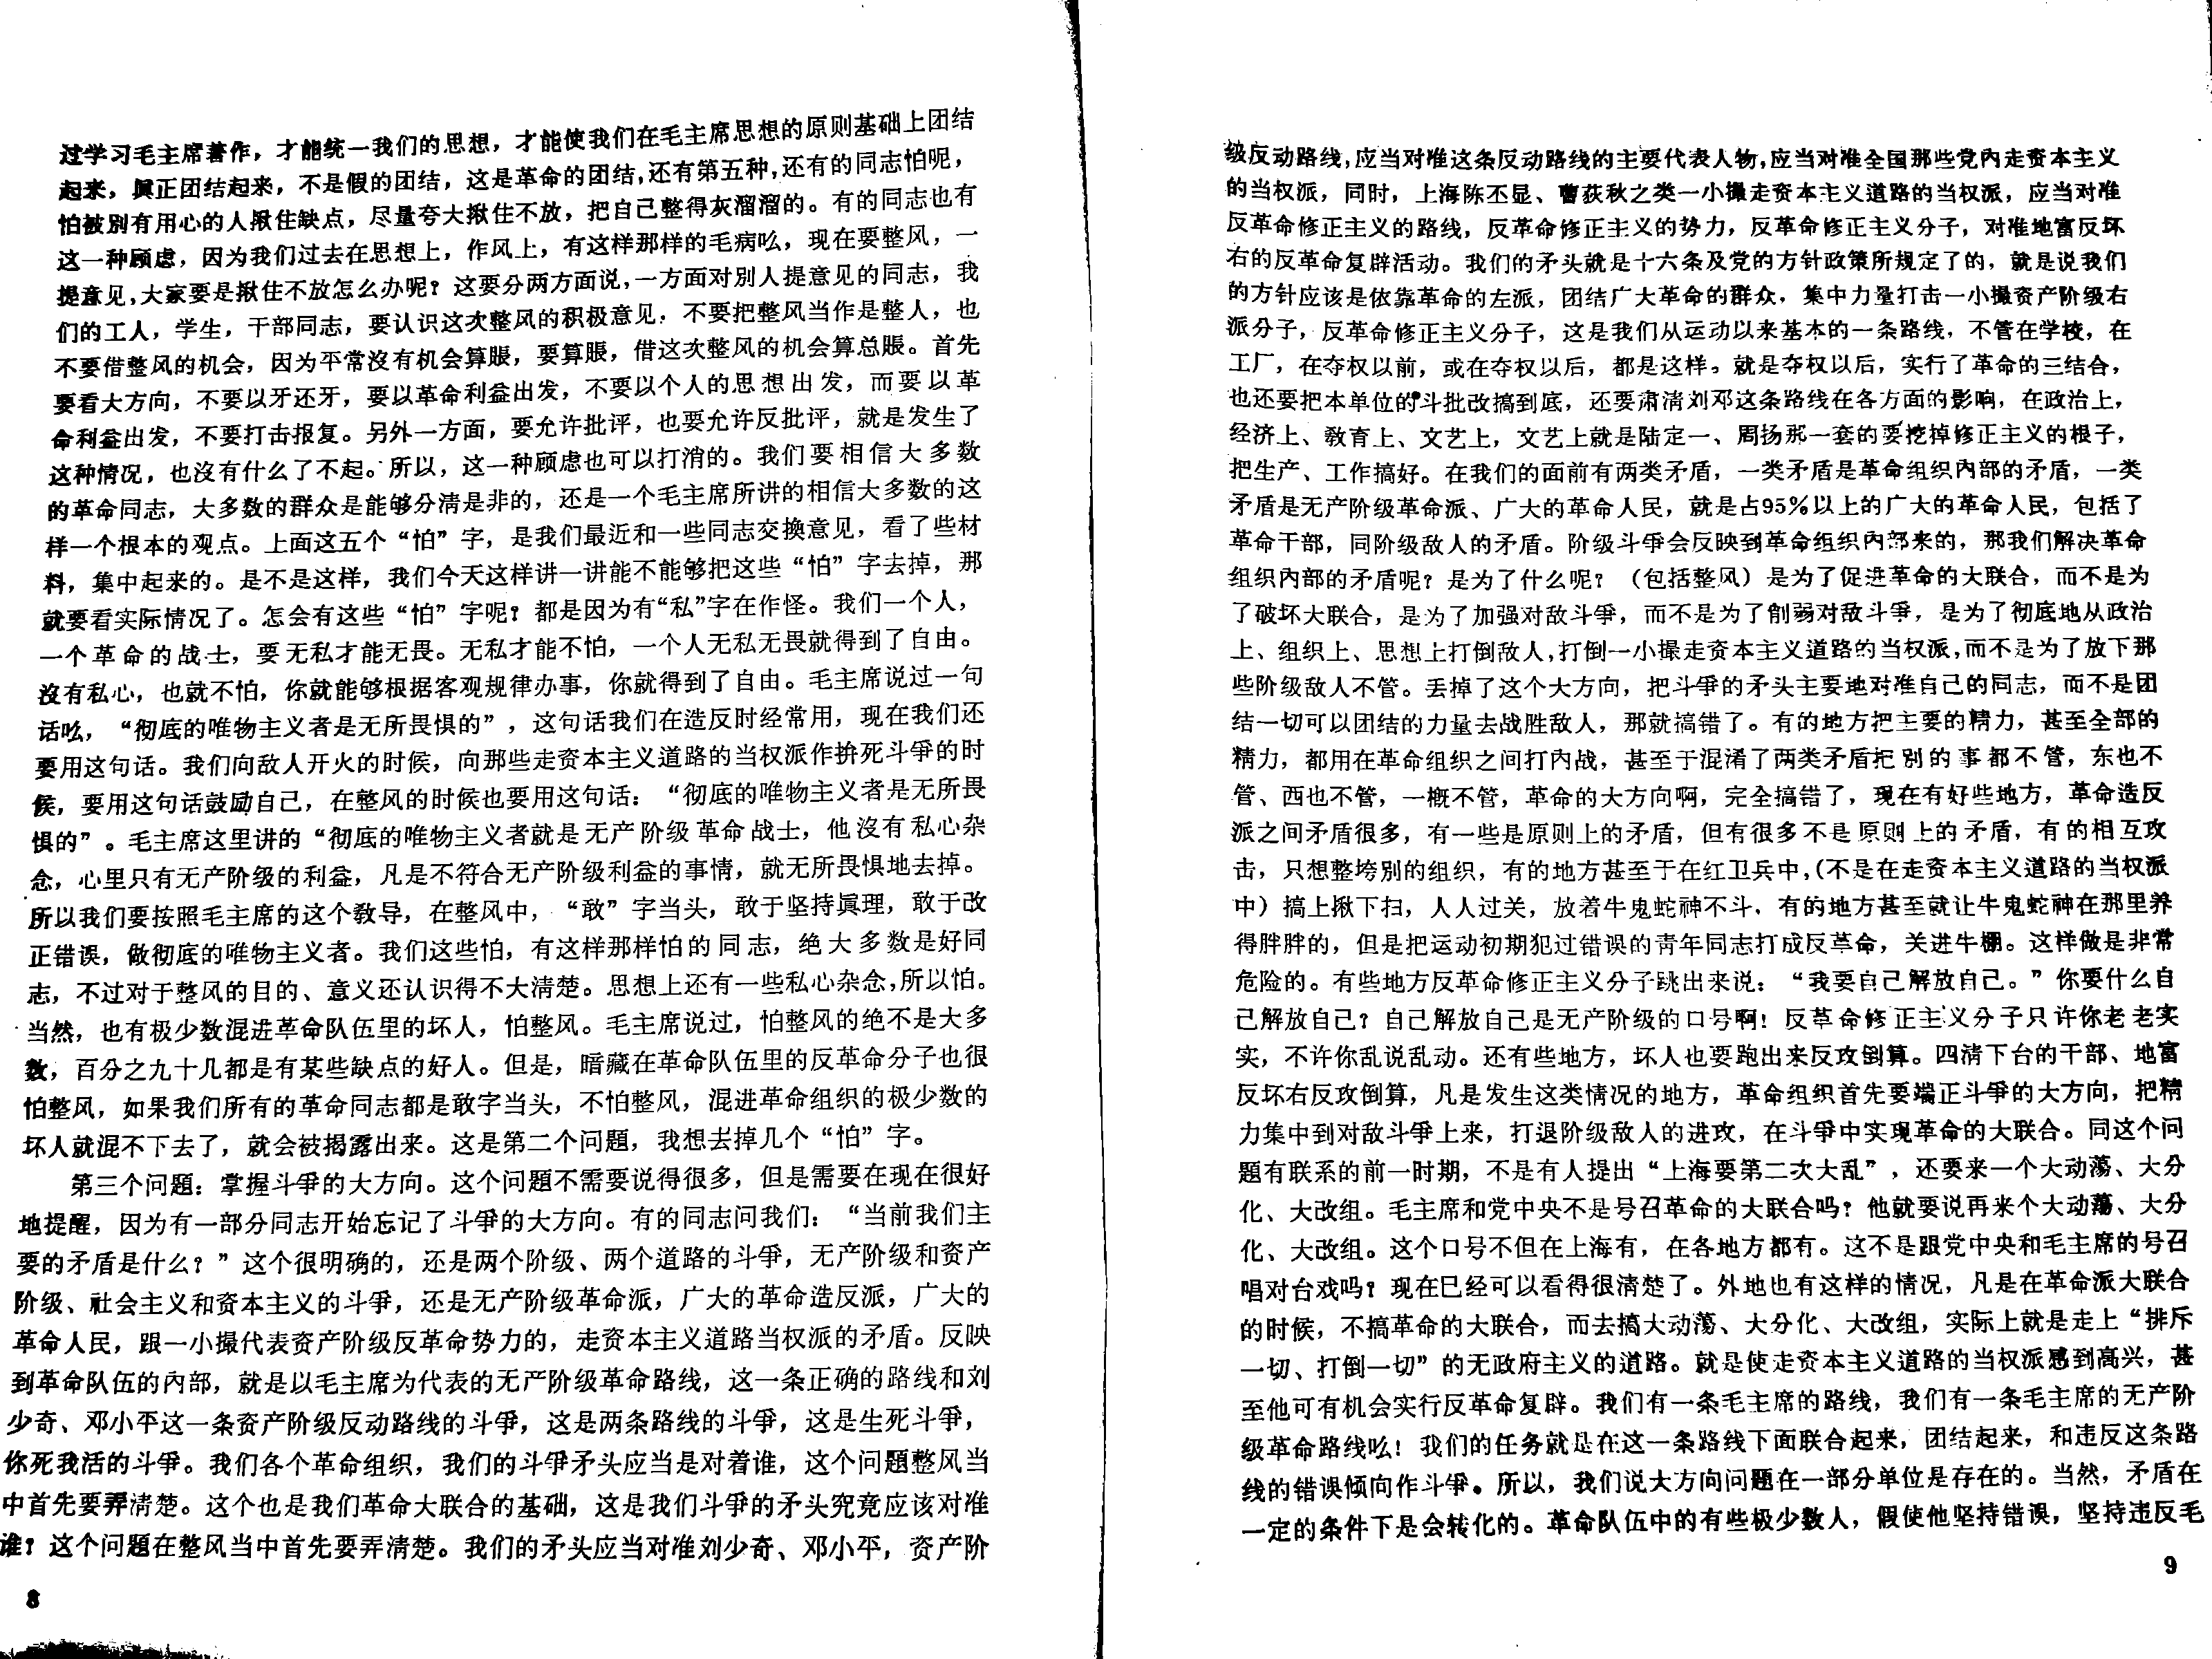 过学习毛主席著作，才能统一我们的思想，才能使我们在毛主席思想的原则基础上团结
起来，眞正团结起来，不是假的团结，这是革命的团结，还有第五种，还有的同志怕呢，
怕被别有用心的人揪住缺点，尽量夸大揪住不放，把自己整得灰溜溜的。有的同志也有
这一种顾虑，因为我们过去在思想上，作风上，有这样那样的毛病吆，现在要整风，一
提意见，大家要是揪住不放怎么办呢？这要分两方面说，一方面对别人提意见的同志，我
们的工人，学生，干部同志，要认识这次整风的积极意见，不要把整风当作是整人，也
不要借整风的机会，因为平常沒有机会算賬，要算賬，借这次整风的机会算总賬。首先
要看大方向，不要以牙还牙，要以革命利益出发，不要以个人的思想出发，而要以革
命利益出发，不要打击报复。另外一方面，要允许批评，也要允许反批评，就是发生了
这种情况，也沒有什么了不起。所以，这一种顾虑也可以打消的。我们要相信大多数
的革命同志，大多数的群众是能够分清是非的，还是一个毛主席所讲的相信大多数的这
样一个根本的观点。上面这五个“怕”字，是我们最近和一些同志交换意见，看了些材
料，集中起来的。是不是这样，我们今天这样讲一讲能不能够把这些“怕”字去掉，那
就要看实际情况了。怎会有这些“怕”字呢？都是因为有“私”字在作怪。我们一个人，
一个革命的战士，要无私才能无畏。无私才能不怕，一个人无私无畏就得到了自由。
沒有私心，也就不怕，你就能够根据客观规律办事，你就得到了自由。毛主席说过一句
话吆，“彻底的唯物主义者是无所畏惧的”，这句话我们在造反时经常用，现在我们还
要用这句话。我们向敌人开火的时候，向那些走资本主义道路的当权派作拚死斗爭的时
候，要用这句话鼓励自己，在整风的时候也要用这句话：“彻底的唯物主义者是无所畏
惧的”。毛主席这里讲的“彻底的唯物主义者就是无产阶级革命战士，他沒有私心杂
念，心里只有无产阶级的利益，凡是不符合无产阶级利益的事情，就无所畏惧地去掉。
所以我们要按照毛主席的这个敎导，在整风中，“敢”字当头，敢于坚持眞理，敢于改
正错误，做彻底的唯物主义者。我们这些怕，有这样那样怕的同志，绝大多数是好同
志，不过对于整风的目的、意义还认识得不大清楚。思想上还有一些私心杂念，所以怕。
当然，也有极少数混进革命队伍里的坏人，怕整风。毛主席说过，怕整风的绝不是大多
数，百分之九十几都是有某些缺点的好人。但是，暗藏在革命队伍里的反革命分子也很
怕整风，如果我们所有的革命同志都是敢字当头，不怕整风，混进革命组织的极少数的
坏人就混不下去了，就会被揭露出来。这是第二个问题，我想去掉几个“怕”字。
第三个问題：掌握斗爭的大方向。这个问題不需要说得很多，但是需要在现在很好
地提醒，因为有一部分同志开始忘记了斗爭的大方向。有的同志问我们：“当前我们主
要的矛盾是什么？”这个很明确的，还是两个阶级、两个道路的斗爭，无产阶级和资产
阶级、社会主义和资本主义的斗爭，还是无产阶级革命派，广大的革命造反派，广大的
革命人民，跟一小撮代表资产阶级反革命势力的，走资本主义道路当权派的矛盾。反映
到革命队伍的內部，就是以毛主席为代表的无产阶级革命路线，这一条正确的路线和刘
少奇、邓小平这一条资产阶级反动路线的斗爭，这是两条路线的斗爭，这是生死斗爭，
你死我活的斗爭。我们各个革命组织，我们的斗爭矛头应当是对着谁，这个问題整风当
中首先要弄清楚。这个也是我们革命大联合的基础，这是我们斗爭的矛头究竟应该对准
谁？这个问題在整风当中首先要弄清楚。我们的矛头应当对准刘少奇、邓小平，资产阶
8
级反动路线，应当对准这条反动路线的主要代表人物，应当对准全国那些党內走资本主义
的当权派，同时，上海陈丕显、曹荻秋之类一小撮走资本主义道路的当权派，应当对准
反革命修正主义的路线，反革命修正主义的势力，反革命修正主义分子，对准地富反坏
右的反革命复辟活动。我们的矛头就是十六条及党的方针政策所规定了的，就是说我们
的方针应该是依靠革命的左派，团结广大革命的群众，集中力量打击一小撮资产阶级右
派分子，反革命修正主义分子，这是我们从运动以来基本的一条路线，不管在学校，在
工厂，在夺权以前，或在夺权以后，都是这样。就是夺权以后，实行了革命的三结合，
也还要把本单位的斗批改搞到底，还要肃清刘邓这条路线在各方面的影响，在政治上，
经济上、敎育上、文艺上，文艺上就是陆定一、周扬那一套的要挖掉修正主义的根子，
把生产、工作搞好。在我们的面前有两类矛盾，一类矛盾是革命组织內部的矛盾，一类
矛盾是无产阶级革命派、广大的革命人民，就是占95%以上的广大的革命人民，包括了
革命干部，同阶级敌人的矛盾。阶级斗爭会反映到革命组织內部来的，那我们解决革命
组织內部的矛盾呢？是为了什么呢？（包括整风）是为了促进革命的大联合，而不是为
了破坏大联合，是为了加强对敌斗爭，而不是为了削弱对敌斗爭，是为了彻底地从政治
上、组织上、思想上打倒敌人，打倒一小撮走资本主义道路的当权派，而不是为了放下那
些阶级敌人不管。丢掉了这个大方向，把斗爭的矛头主要地对准自己的同志，而不是团
结一切可以团结的力量去战胜敌人，那就搞错了。有的地方把主要的精力，甚至全部的
精力，都用在革命组织之间打内战，甚至于混淆了两类矛盾把别的事都不管，东也不
管、西也不管，一概不管，革命的大方向啊，完全搞错了，现在有好些地方，革命造反
派之间矛盾很多，有一些是原则上的矛盾，但有很多不是原则上的矛盾，有的相互攻
击，只想整垮别的组织，有的地方甚至于在红卫兵中，（不是在走资本主义道路的当权派
中）搞上揪下扫，人人过关，放着牛鬼蛇神不斗，有的地方甚至就让牛鬼蛇神在那里养
得胖胖的，但是把运动初期犯过错误的青年同志打成反革命，关进牛棚。这样做是非常
危险的。有些地方反革命修正主义分子跳出来说：“我要自己解放自己。”你要什么自
己解放自己？自己解放自己是无产阶级的口号啊！反革命修正主义分子只许你老老实
实，不许你乱说乱动。还有些地方，坏人也要跑出来反攻倒算。四清下台的干部、地富
反坏右反攻倒算，凡是发生这类情况的地方，革命组织首先要端正斗爭的大方向，把精
力集中到对敌斗爭上来，打退阶级敌人的进攻，在斗爭中实现革命的大联合。同这个问
题有联系的前一时期，不是有人提出“上海要第二次大乱”，还要来一个大动荡、大分
化、大改组。毛主席和党中央不是号召革命的大联合吗？他就要说再来个大动荡、大分
化、大改组。这个口号不但在上海有，在各地方都有。这不是跟党中央和毛主席的号召
唱对台戏吗？现在已经可以看得很清楚了。外地也有这样的情况，凡是在革命派大联合
的时候，不搞革命的大联合，而去搞大动荡、大分化、大改组，实际上就是走上“排斥
一切、打倒一切”的无政府主义的道路。就是使走资本主义道路的当权派感到高兴，甚
至他可有机会实行反革命复辟。我们有一条毛主席的路线，我们有一条毛主席的无产阶
级革命路线吆！我们的任务就是在这一条路线下面联合起来，团结起来，和违反这条路
线的错误倾向作斗爭。所以，我们说大方向问题在一部分单位是存在的。当然，矛盾在
一定的条件下是会转化的。革命队伍中的有些极少数人，假使他坚持错误，坚持违反毛
9